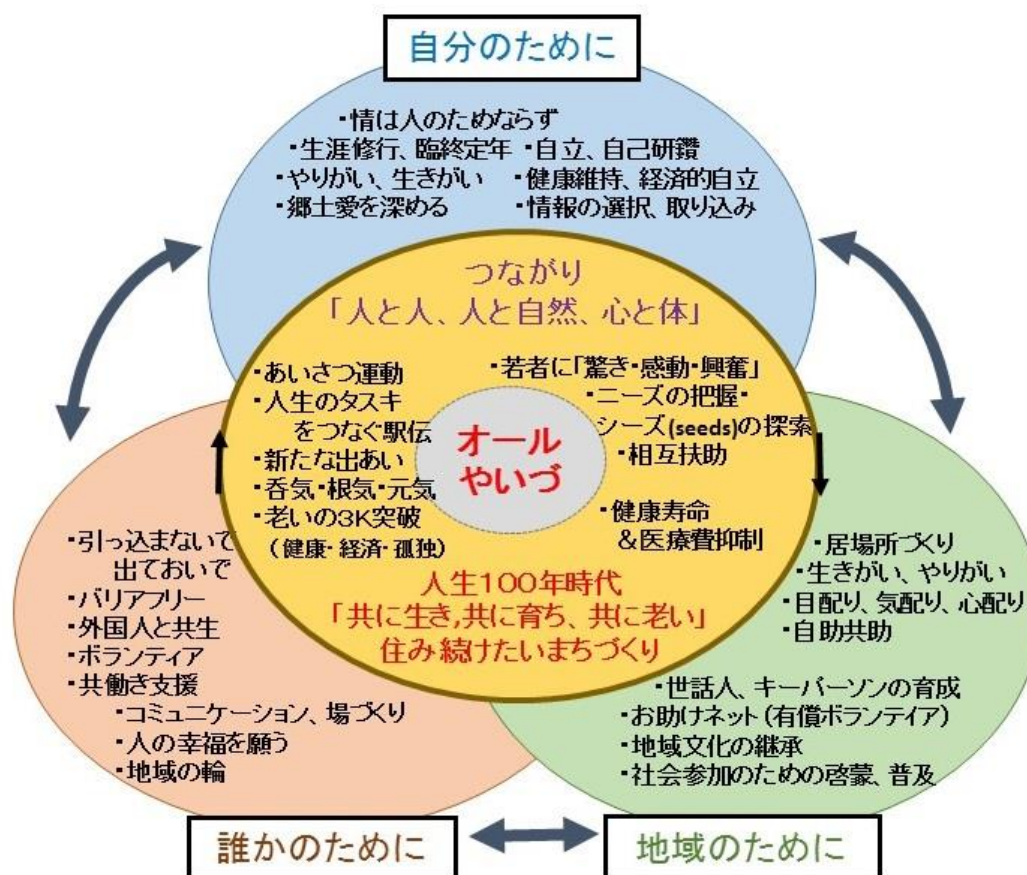 自分のために
・情は人のためならず
・生涯修行、臨終定年 ・自立、自己研鑽
・やりがい、生きがい ・健康維持、経済的自立
・郷土愛を深める ・情報の選択、取り込み
つながり
「人と人、人と自然、心と体」
・あいさつ運動
・人生のタスキ
をつなぐ駅伝
・新たな出あい
・呑気・根気・元気
・老いの3K突破
（健康・経済・孤独）
・若者に「驚き・感動・興奮」
・ニーズの把握・
シーズ(seeds)の探索
・相互扶助
・健康寿命
＆医療費抑制
オール
やいづ
人生100年時代
「共に生き,共に育ち、共に老い」
住み続けたいまちづくり
・引っ込まないで
出ておいで
・バリアフリー
・外国人と共生
・ボランティア
・共働き支援
・コミュニケーション、場づくり
・人の幸福を願う
・地域の輪
・居場所づくり
・生きがい、やりがい
・目配り、気配り、心配り
・自助共助
・世話人、キーパーソンの育成
・お助けネット（有償ボランティア）
・地域文化の継承
・社会参加のための啓蒙、普及
誰かのために
地域のために